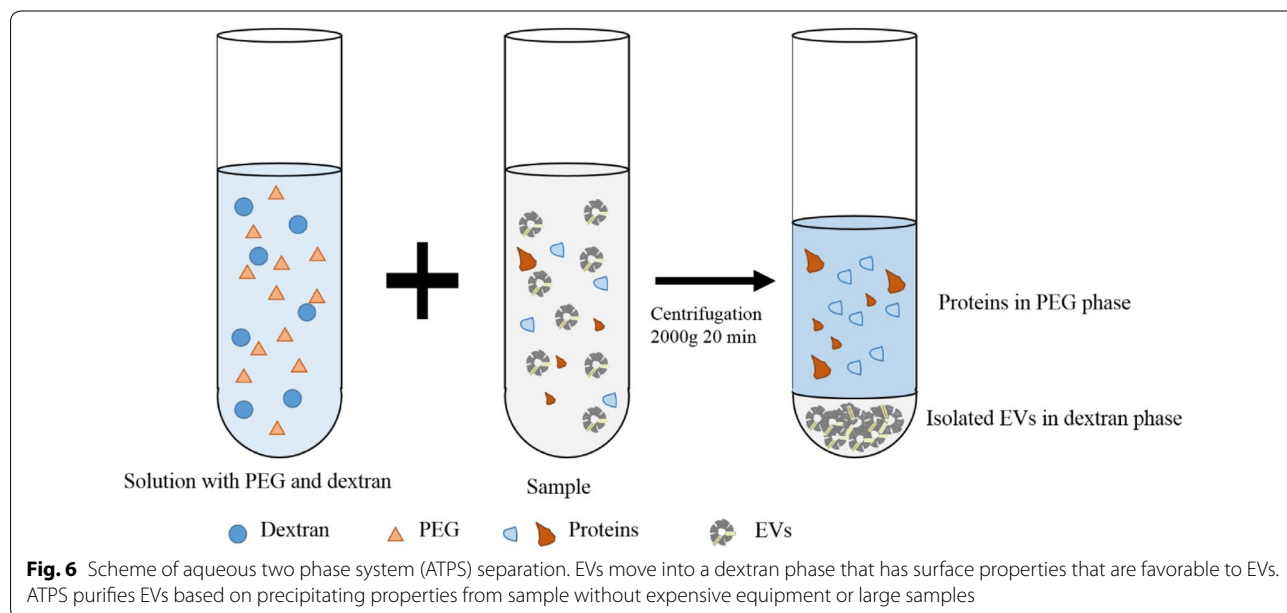 Centrifugation
2000g 20 min
Proteins in PEG phase
Isolated EVs in dextran phase
Solution with PEG and dextran
Sample
Dextran PEG Proteins EVs
Fig. 6 Scheme of aqueous two phase system (ATPS) separation. EVs move into a dextran phase that has surface properties that are favorable to EVs.
ATPS purifies EVs based on precipitating properties from sample without expensive equipment or large samples